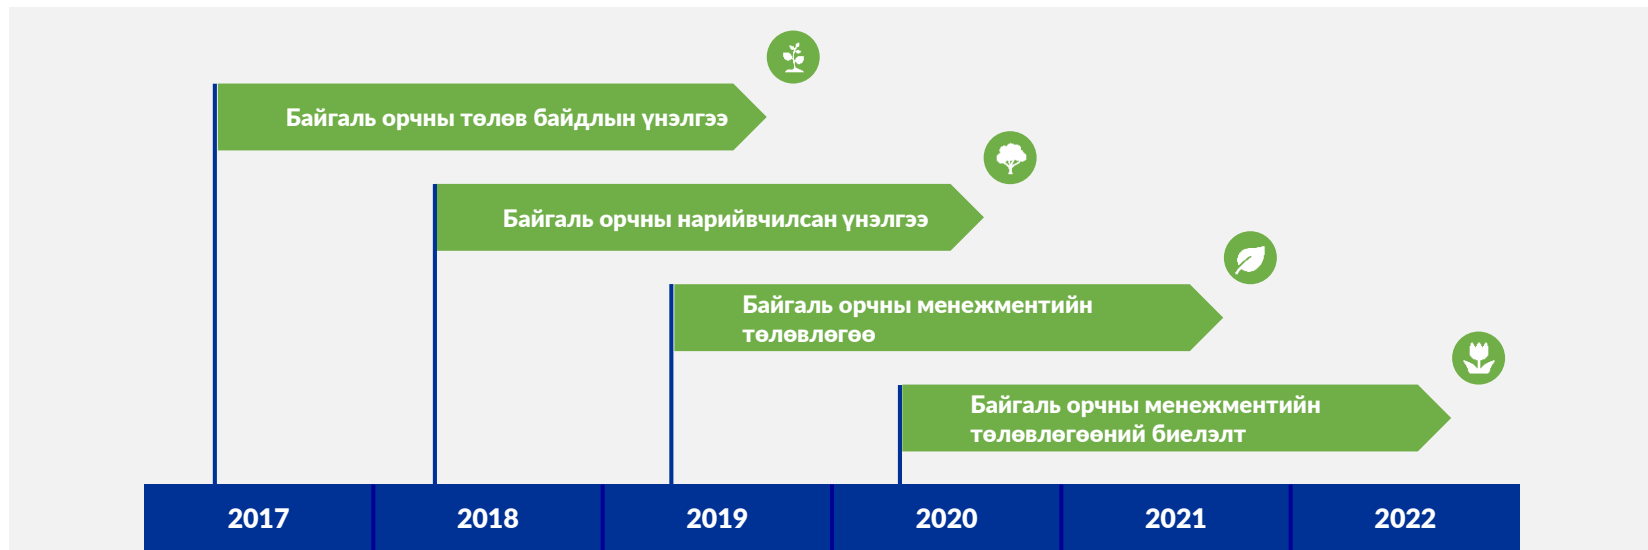 Байгаль орчны төлөв байдлын үнэлгээ
Байгаль орчны нарийвчилсан үнэлгээ
Байгаль орчны менежментийн
төлөвлөгөө
Байгаль орчны менежментийн
төлөвлөгөөний биелэлт
2017 2018 2019 2020 2021 2022